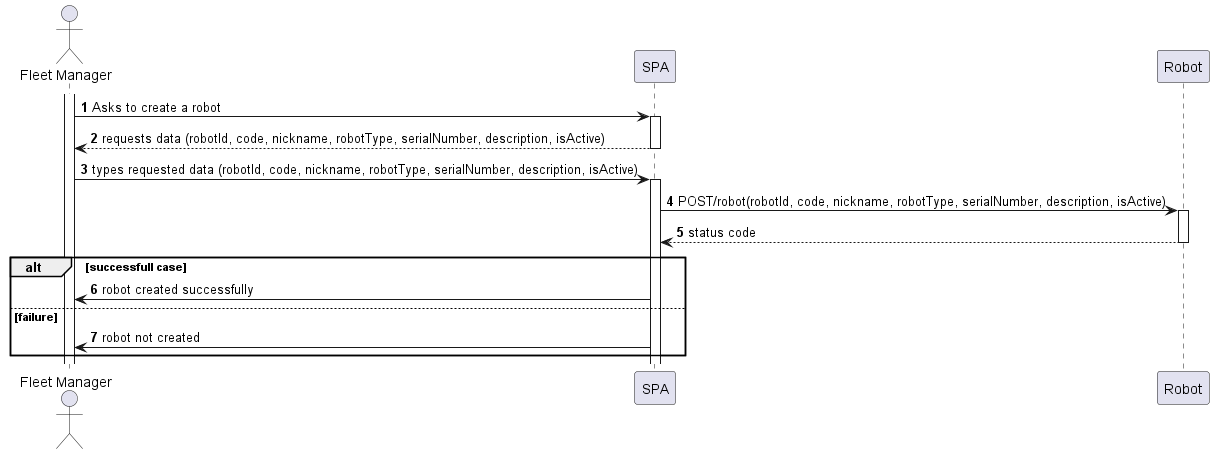 Fleet Manager
SPA
Robot
1 Asks to create a robot
2 requests data (robotId, code, nickname, robotType, serialNumber, description, isActive)
3 types requested data (robotId, code, nickname, robotType, serialNumber, description, isActive)
4 POST/robot(robotId, code, nickname, robotType, serialNumber, description, isActive)
5 status code
alt [successfull case]
6 robot created successfully
[failure]
7 robot not created
Fleet Manager
SPA
Robot